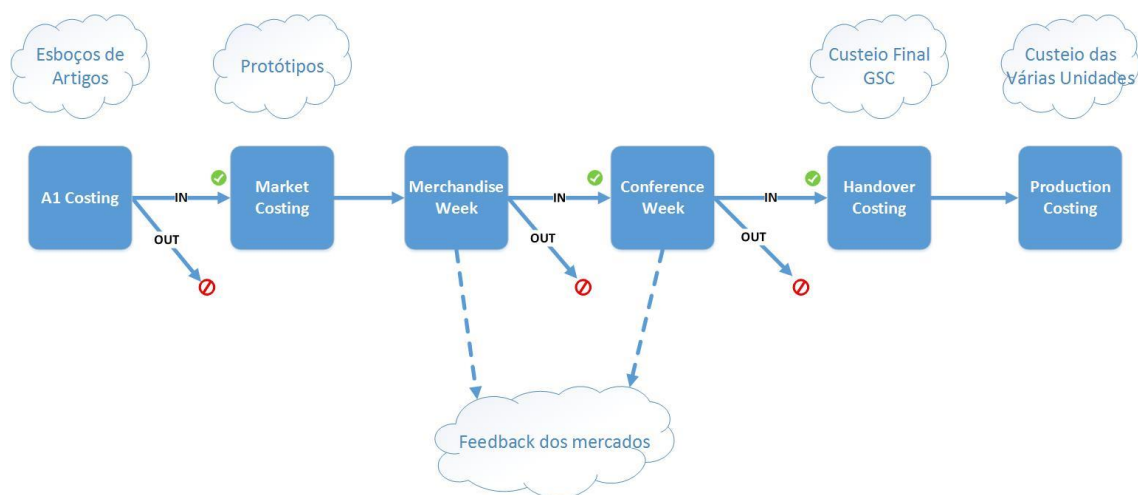 Esboços de
Artigos
Protótipos
Custeio Final
GSC
Custeio das
Várias Unidades
A1 Costing
IN
OUT
Market
Costing
Merchandise
Week
IN
OUT
Conference
Week
IN
OUT
Handover
Costing
Production
Costing
Feedback dos mercados